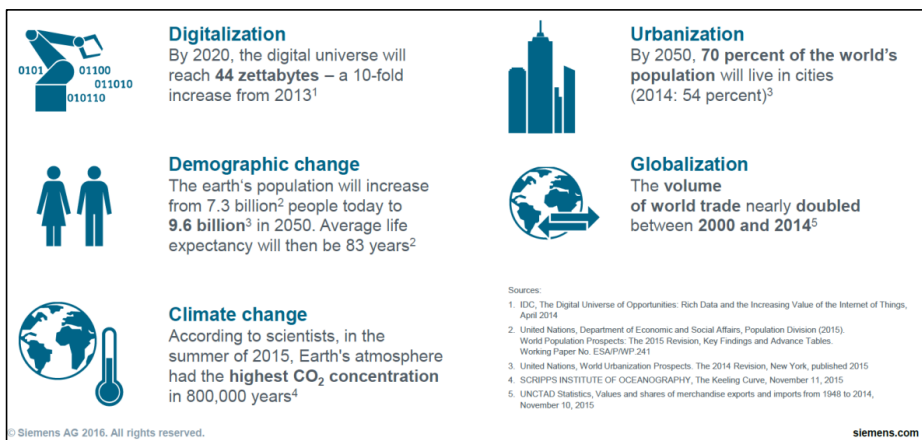 0101
01100
011010
010110
Digitalization
By 2020, the digital universe will
reach 44 zettabytes – a 10-fold
increase from 2013¹
Urbanization
By 2050, 70 percent of the world's
population will live in cities
(2014: 54 percent)³
Demographic change
The earth‘s population will increase
from 7.3 billion² people today to
9.6 billion³ in 2050. Average life
expectancy will then be 83 years²
Globalization
The volume
of world trade nearly doubled
between 2000 and 2014⁵
Climate change
According to scientists, in the
summer of 2015, Earth's atmosphere
had the highest CO₂ concentration
in 800,000 years⁴
Sources:
1. IDC, The Digital Universe of Opportunities: Rich Data and the Increasing Value of the Internet of Things,
April 2014
2. United Nations, Department of Economic and Social Affairs, Population Division (2015).
World Population Prospects: The 2015 Revision, Key Findings and Advance Tables.
Working Paper No. ESA/P/WP.241
3. United Nations, World Urbanization Prospects. The 2014 Revision, New York, published 2015
4. SCRIPPS INSTITUTE OF OCEANOGRAPHY, The Keeling Curve, November 11, 2015
5. UNCTAD Statistics, Values and shares of merchandise exports and imports from 1948 to 2014,
November 10, 2015
© Siemens AG 2016. All rights reserved.
siemens.com